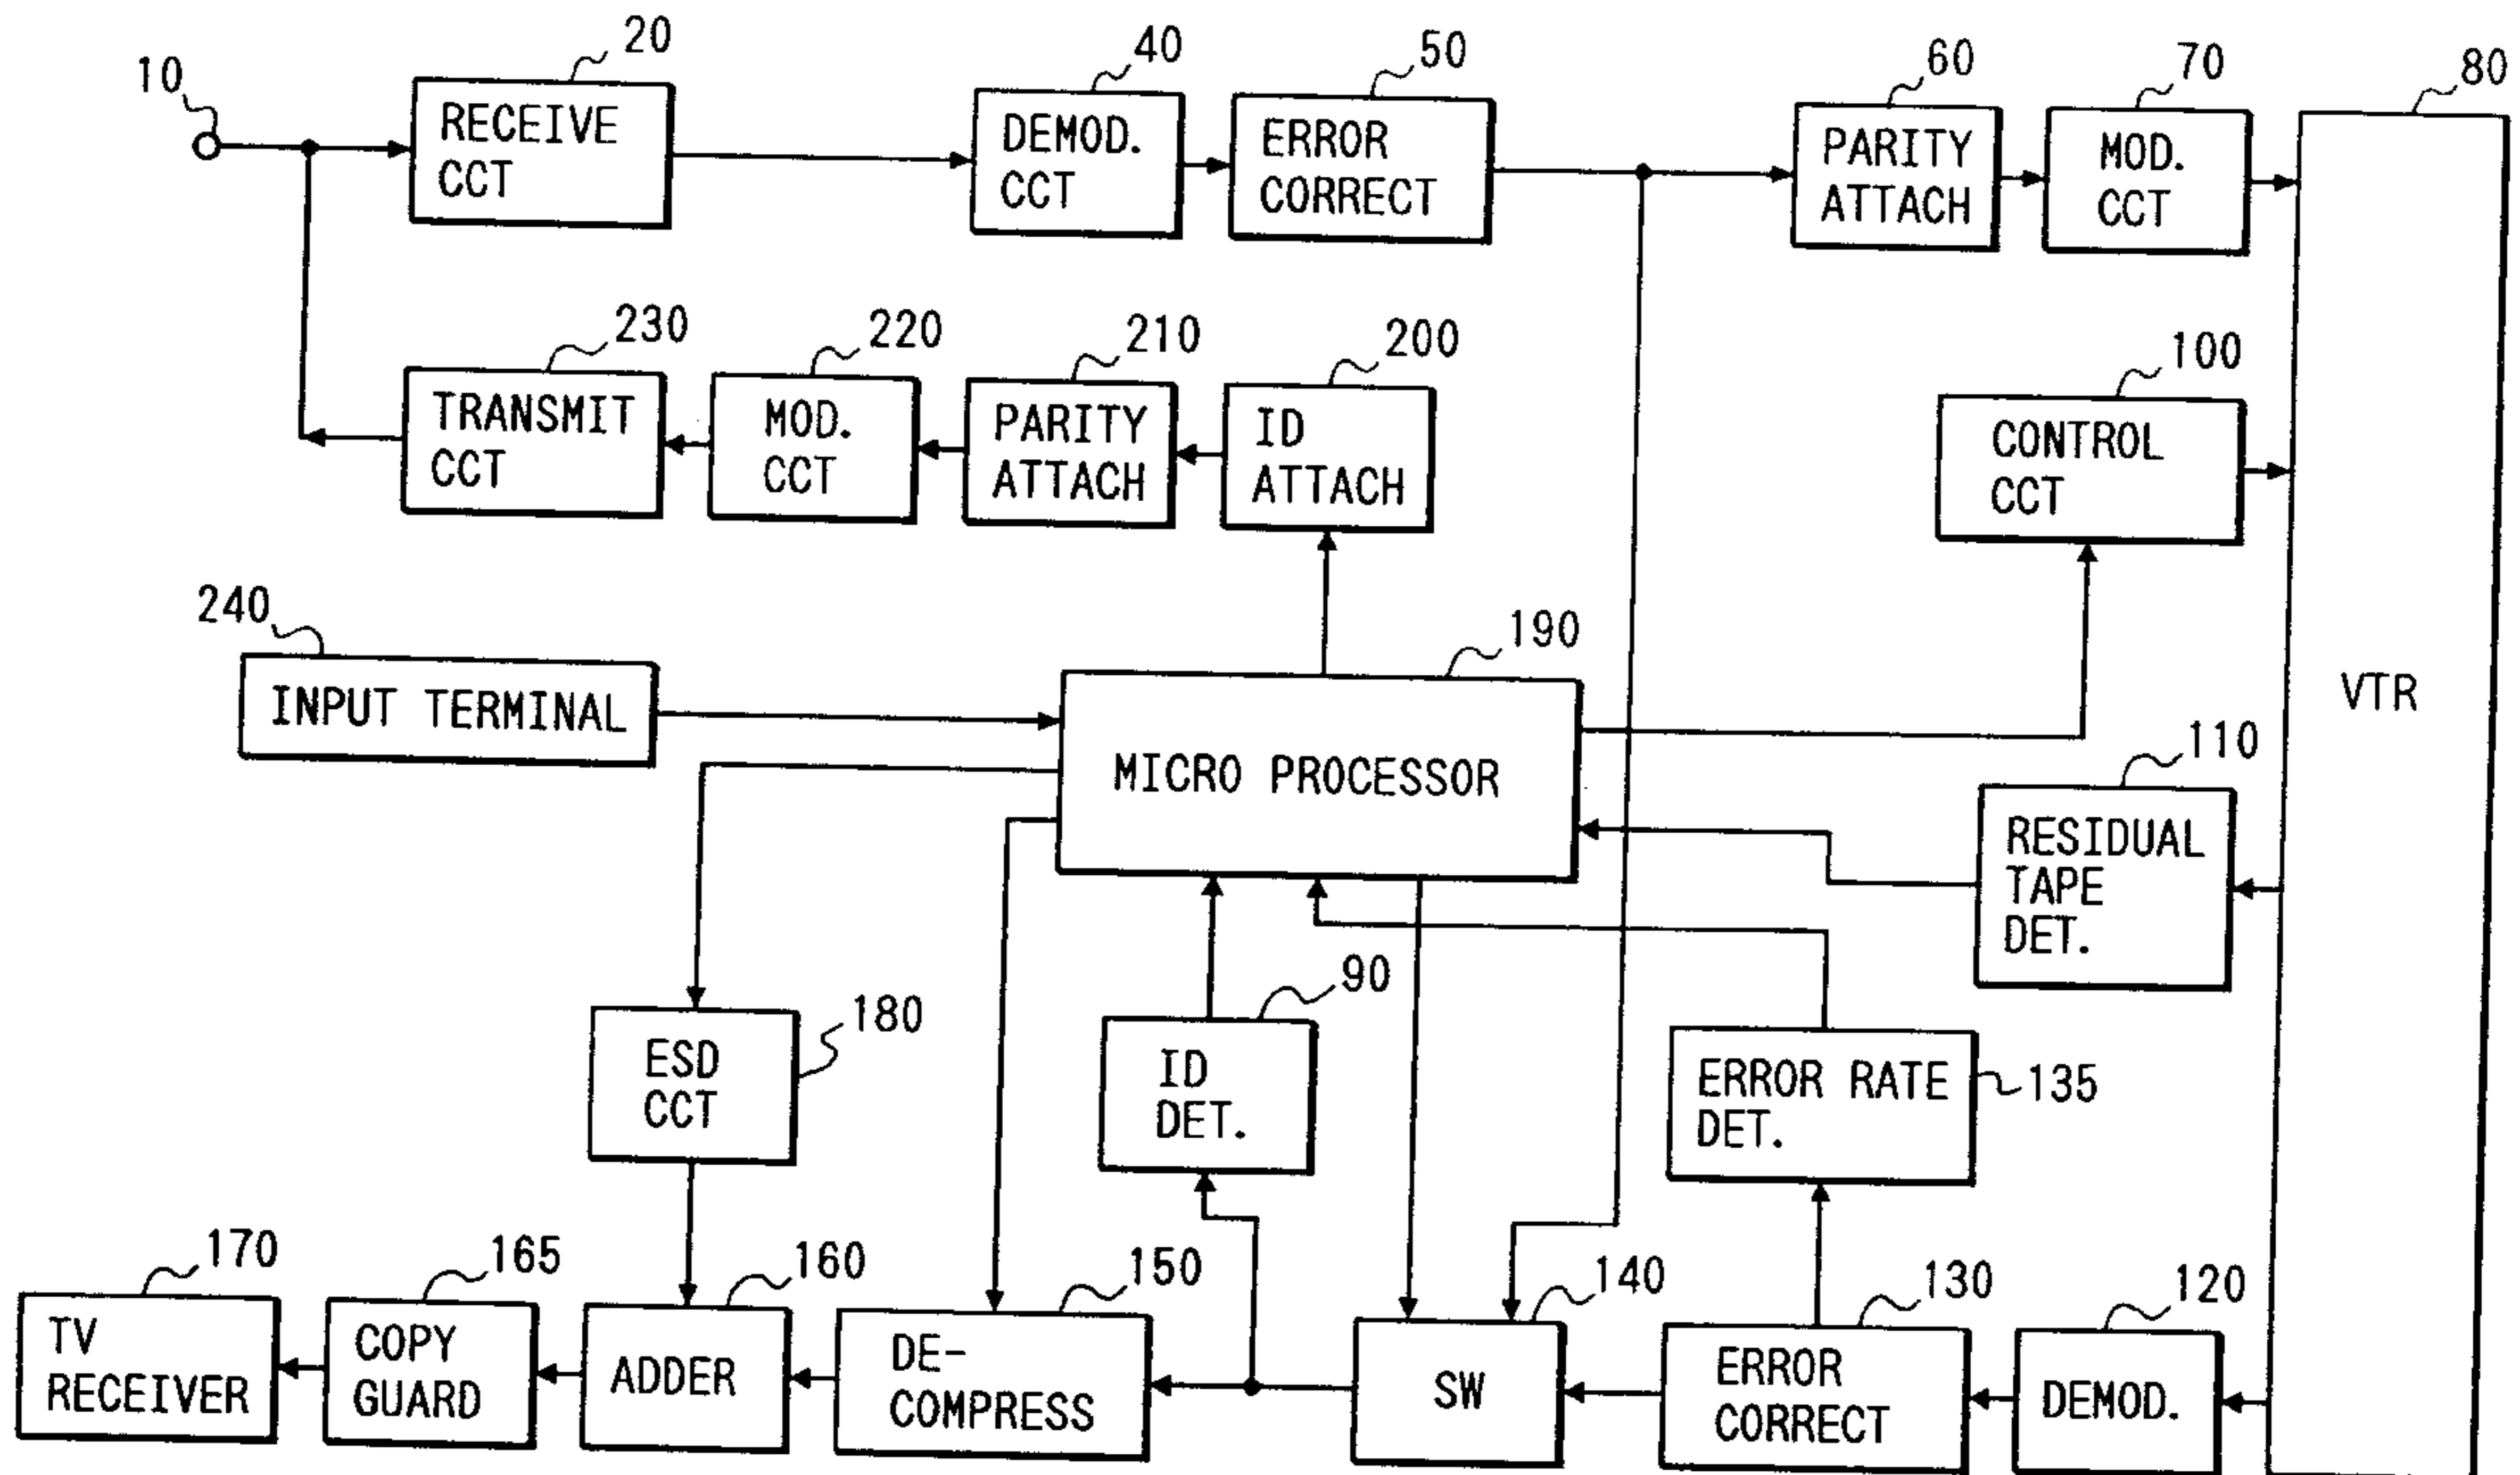 10
20
40
50
60
70
80
RECEIVE
CCT
DEMOD.
CCT
ERROR
CORRECT
PARITY
ATTACH
MOD.
CCT
230
220
210
200
100
TRANSMIT
CCT
MOD.
CCT
PARITY
ATTACH
ID
ATTACH
CONTROL
CCT
240
190
INPUT TERMINAL
MICRO PROCESSOR
VTR
110
RESIDUAL
TAPE
DET.
180
90
135
ESD
CCT
ID
DET.
ERROR RATE
DET.
170
165
160
150
140
130
120
TV
RECEIVER
COPY
GUARD
ADDER
DE-
COMPRESS
SW
ERROR
CORRECT
DEMOD.